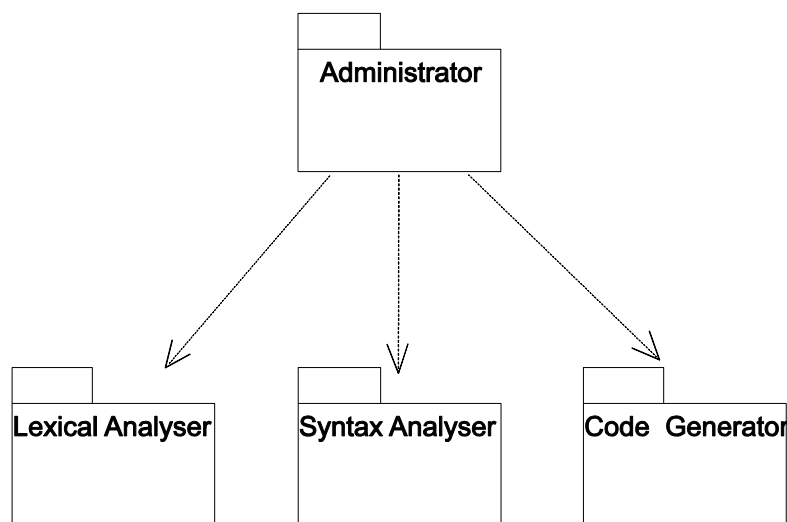 Administrator
Lexical Analyser
Syntax Analyser
Code Generator